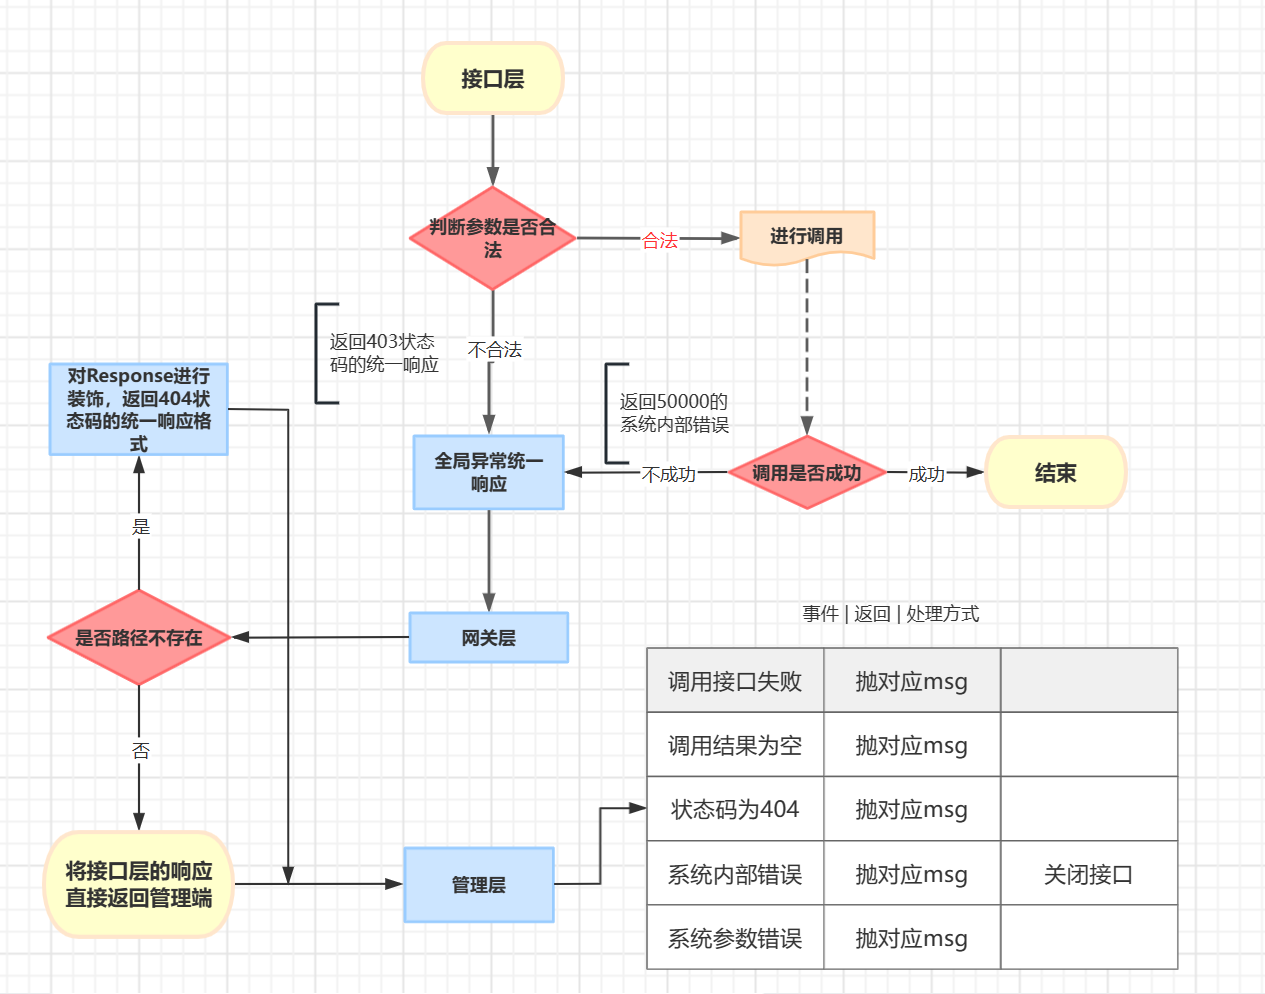 接口层
判断参数是否合
法
合法
进行调用
不合法
返回403状态
码的统一响应
对Response进行
装饰，返回404状
态码的统一响应格
式
返回50000的
系统内部错误
全局异常统一
响应
不成功
调用是否成功
成功
结束
是
是否路径不存在
网关层
否
事件 | 返回 | 处理方式
调用接口失败 抛对应msg
调用结果为空 抛对应msg
状态码为404 抛对应msg
系统内部错误 抛对应msg 关闭接口
系统参数错误 抛对应msg
将接口层的响应
直接返回管理端
管理层